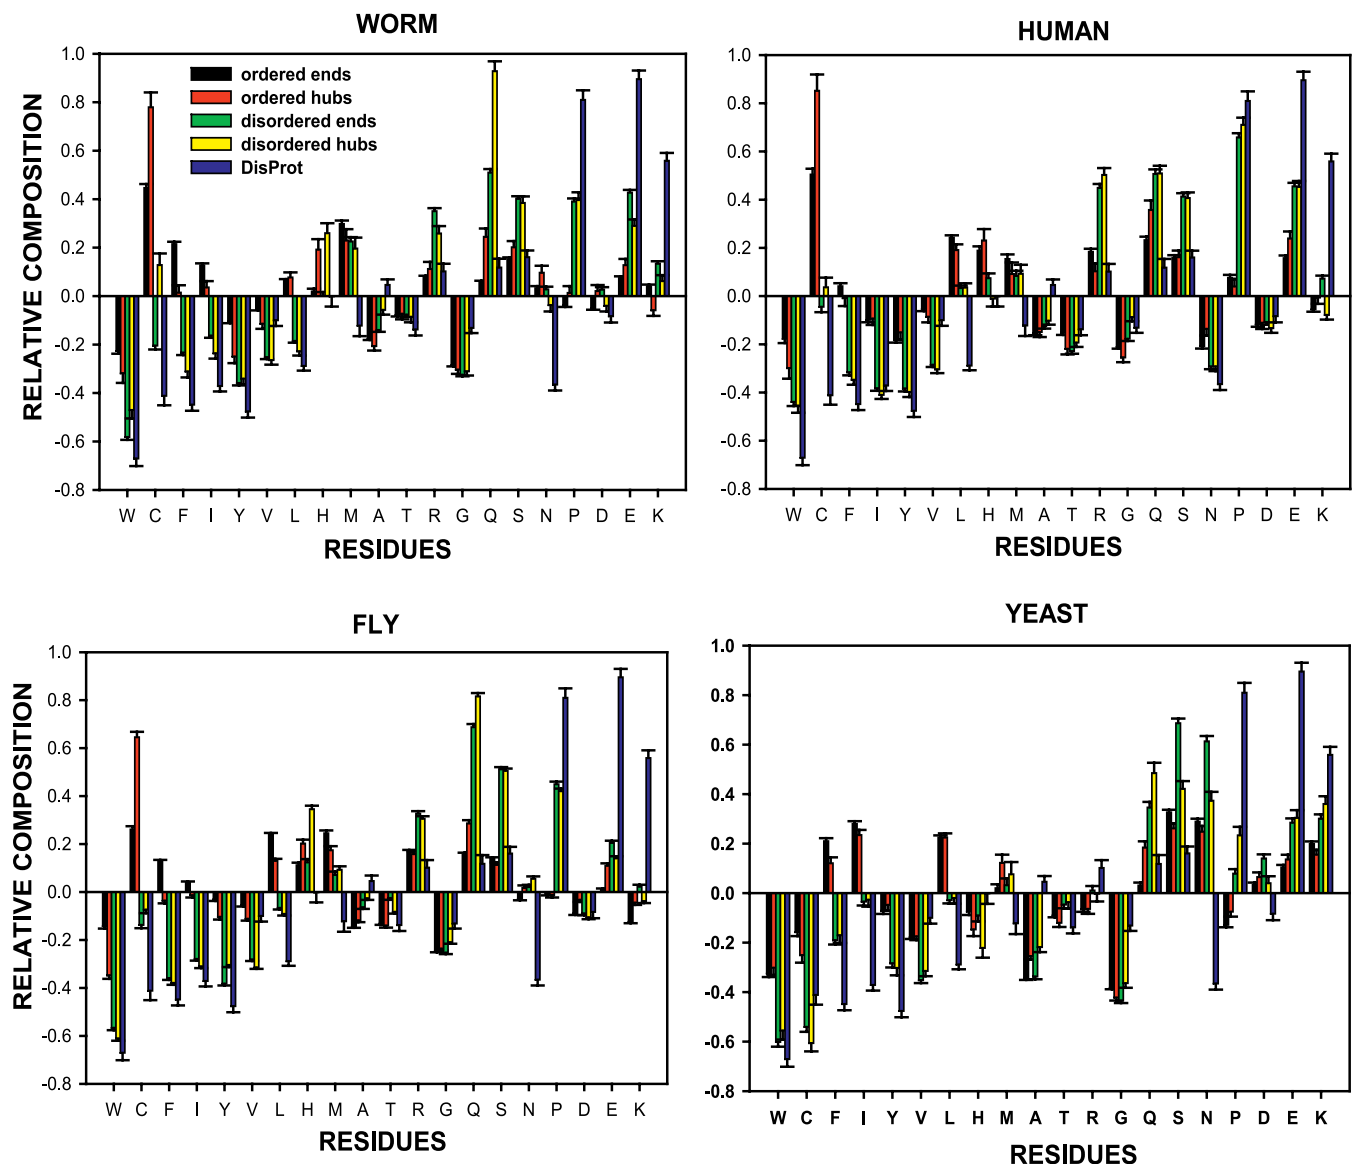 WORM
RELATIVE COMPOSITION
1.0
0.8
0.6
0.4
0.2
0.0
-0.2
-0.4
-0.6
-0.8
ordered ends
ordered hubs
disordered ends
disordered hubs
DisProt
W C F I Y V L H M A T R G Q S N P D E K
RESIDUES
HUMAN
1.0
0.8
0.6
0.4
0.2
0.0
-0.2
-0.4
-0.6
-0.8
W C F I Y V L H M A T R G Q S N P D E K
RESIDUES
FLY
RELATIVE COMPOSITION
1.0
0.8
0.6
0.4
0.2
0.0
-0.2
-0.4
-0.6
-0.8
W C F I Y V L H M A T R G Q S N P D E K
RESIDUES
YEAST
1.0
0.8
0.6
0.4
0.2
0.0
-0.2
-0.4
-0.6
-0.8
W C F I Y V L H M A T R G Q S N P D E K
RESIDUES